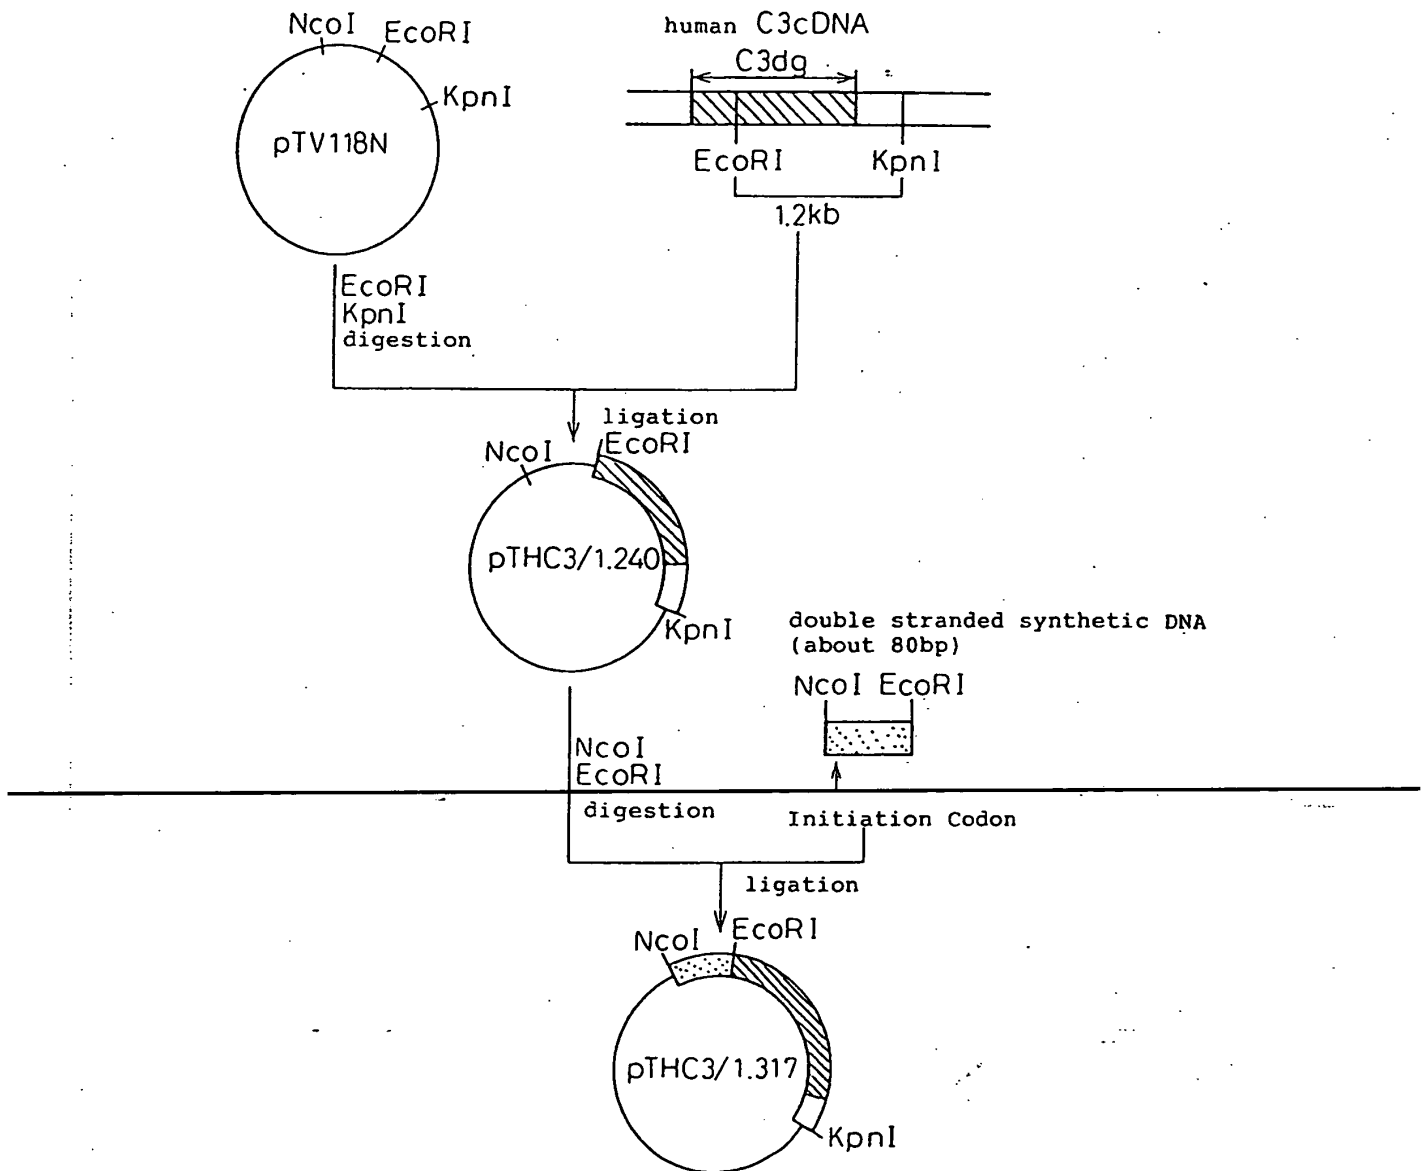 NcoI
EcoRI
KpnI
pTV118N
human C3cDNA
C3dg
EcoRI
KpnI
1.2kb
EcoRI
KpnI
digestion
ligation
NcoI
EcoRI
pTHC3/1.240
KpnI
double stranded synthetic DNA
(about 80bp)
NcoI EcoRI
NcoI
EcoRI
digestion
Initiation Codon
ligation
NcoI
EcoRI
pTHC3/1.317
KpnI